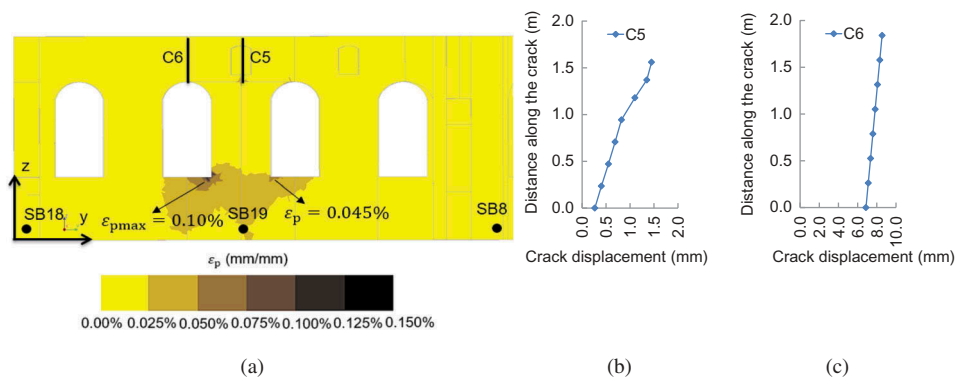 C6
C5
z
SB18
y
εpmax = 0.10%
SB19
εp = 0.045%
SB8
εp (mm/mm)
0.00% 0.025% 0.050% 0.075% 0.100% 0.125% 0.150%
(a)
Distance along the crack (m)
2.0
1.5
1.0
0.5
0.0
C5
0.0 0.5 1.0 1.5 2.0
Crack displacement (mm)
(b)
Distance along the crack (m)
2.0
1.5
1.0
0.5
0.0
C6
0.0 2.0 4.0 6.0 8.0 10.0
Crack displacement (mm)
(c)